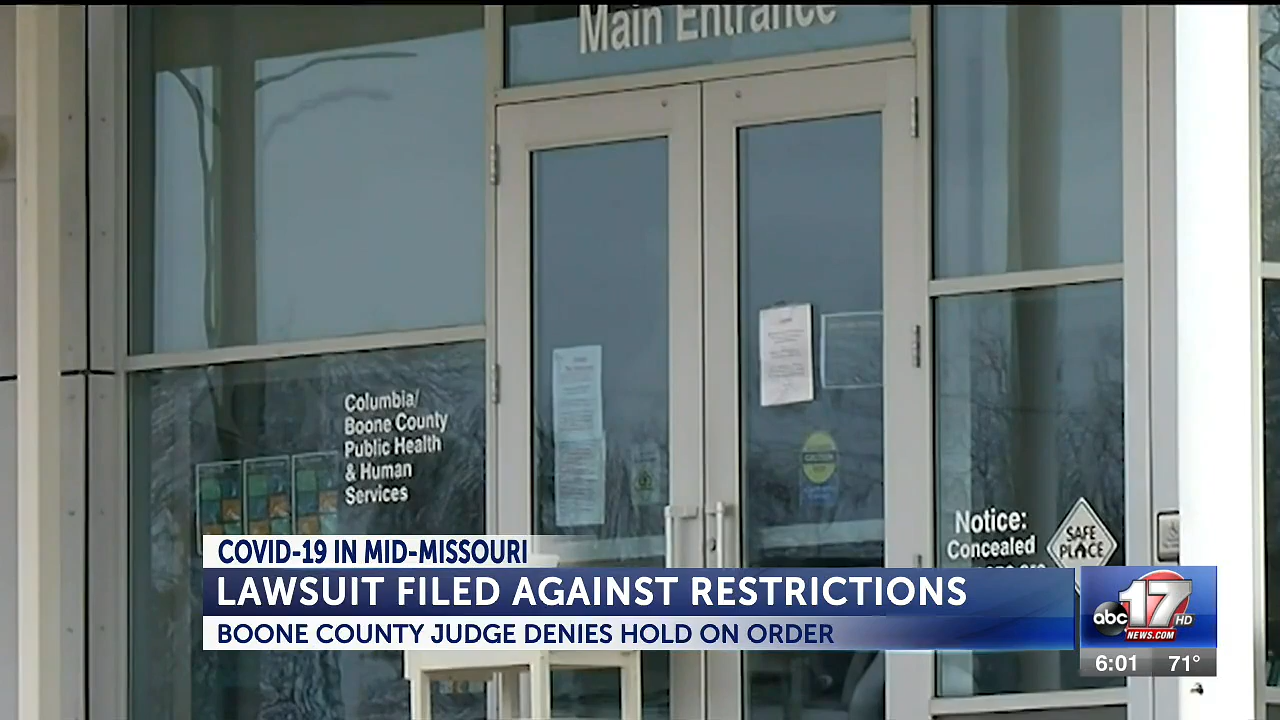 Main Entrance
Columbia/
Boone County
Public Health
& Human
Services
Notice:
Concealed
SAFE
PLACE
COVID-19 IN MID-MISSOURI
LAWSUIT FILED AGAINST RESTRICTIONS
BOONE COUNTY JUDGE DENIES HOLD ON ORDER
abc 17 HD
NEWS.COM
6:01 71°